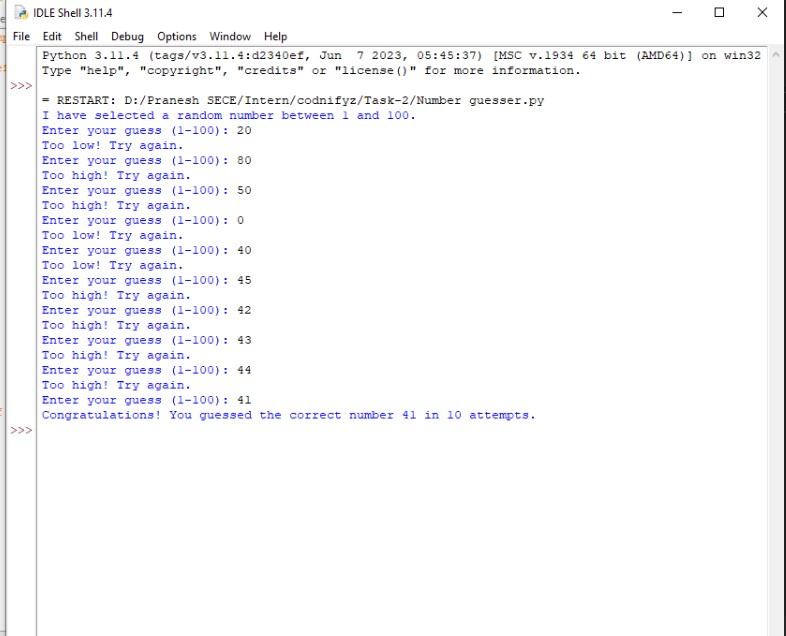 IDLE Shell 3.11.4
File Edit Shell Debug Options Window Help
Python 3.11.4 (tags/v3.11.4:d2340ef, Jun  7 2023, 05:45:37) [MSC v.1934 64 bit (AMD64)] on win32
Type "help", "copyright", "credits" or "license()" for more information.
>>>
= RESTART: D:/Pranesh SECE/Intern/codnifyz/Task-2/Number guesser.py
I have selected a random number between 1 and 100.
Enter your guess (1-100): 20
Too low! Try again.
Enter your guess (1-100): 80
Too high! Try again.
Enter your guess (1-100): 50
Too high! Try again.
Enter your guess (1-100): 0
Too low! Try again.
Enter your guess (1-100): 40
Too low! Try again.
Enter your guess (1-100): 45
Too high! Try again.
Enter your guess (1-100): 42
Too high! Try again.
Enter your guess (1-100): 43
Too high! Try again.
Enter your guess (1-100): 44
Too high! Try again.
Enter your guess (1-100): 41
Congratulations! You guessed the correct number 41 in 10 attempts.
>>>